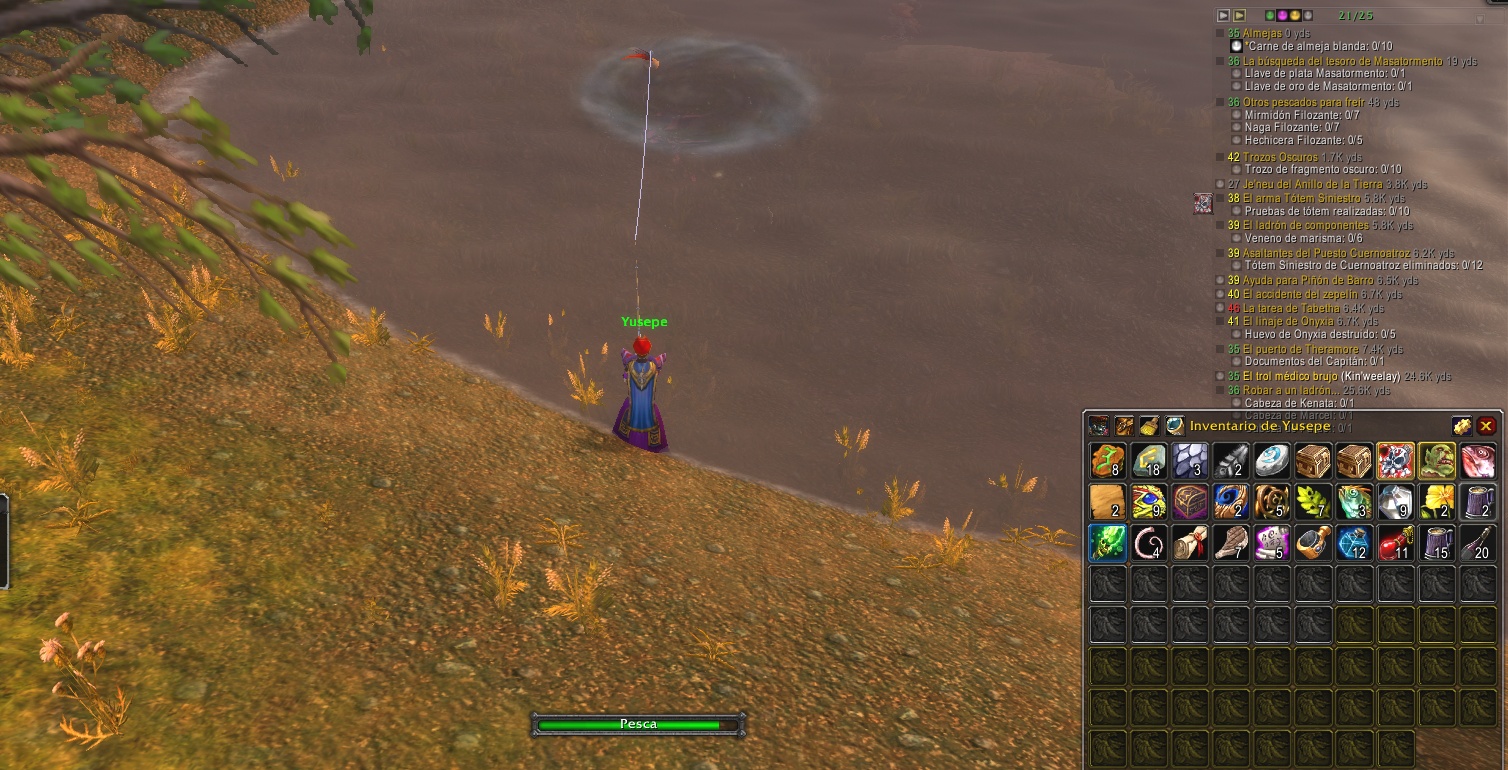 21/25
35 Almejas 0 yds
*Carne de almeja blanda: 0/10
36 La búsqueda del tesoro de Masatormento 19 yds
Llave de plata Masatormento: 0/1
Llave de oro de Masatormento: 0/1
36 Otros pescados para freír 48 yds
Mirmidón Filozante: 0/7
Naga Filozante: 0/7
Hechicera Filozante: 0/5
42 Trozos Oscuros 1.7K yds
Trozo de fragmento oscuro: 0/10
27 Je'neu del Anillo de la Tierra 3.8K yds
38 El arma Tótem Siniestro 5.8K yds
Pruebas de tótem realizadas: 0/10
39 El ladrón de componentes 5.8K yds
Veneno de marisma: 0/6
39 Asaltantes del Puesto Cuernoatroz 6.2K yds
Tótem Siniestro de Cuernoatroz eliminados: 0/12
39 Ayuda para Piñón de Barro 6.5K yds
40 El accidente del zepelín 6.7K yds
La tarea de Tabetha 6.4K yds
41 El linaje de Onyxia 6.7K yds
Huevo de Onyxia destruido: 0/5
35 El puerto de Theramore 7.4K yds
Documentos del Capitán: 0/1
35 El trol médico brujo (Kin'weelay) 24.6K yds
36 Robar a un ladrón... 25.6K yds
Cabeza de Kenata: 0/1
Cabeza de Marcel: 0/1
Inventario de Yusepe
: 0/1
8 18 3 2
2 9 2 5 7 3 9 2 2
4 7 5 12 11 15 20
Yusepe
Pesca